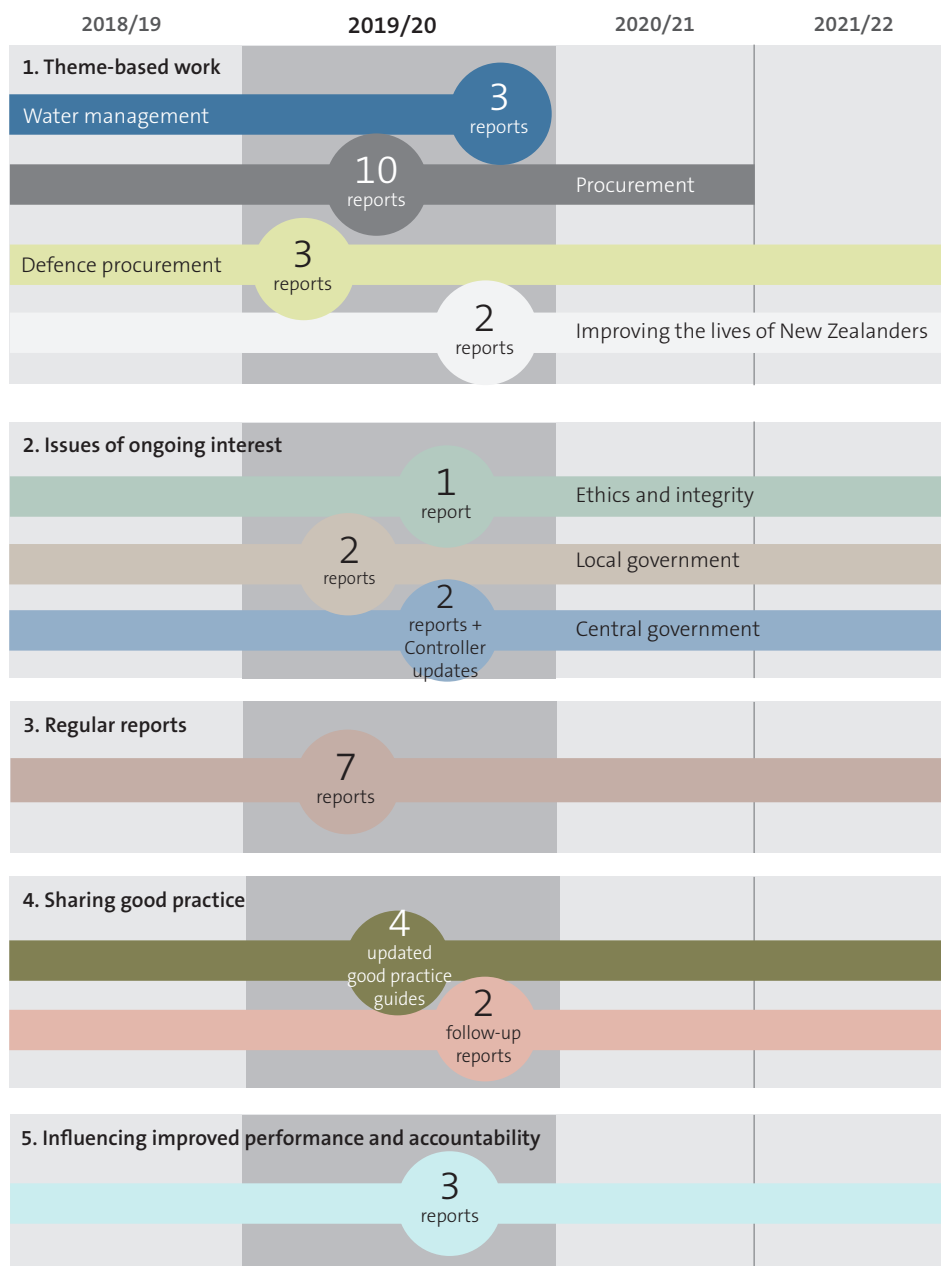 2018/19 2019/20 2020/21 2021/22
1. Theme-based work
Water management
3
reports
10
reports
Procurement
Defence procurement
3
reports
2
reports
Improving the lives of New Zealanders
2. Issues of ongoing interest
1
report
Ethics and integrity
2
reports
Local government
2
reports +
Controller
updates
Central government
3. Regular reports
7
reports
4. Sharing good practice
4
updated
good practice
guides
2
follow-up
reports
5. Influencing improved performance and accountability
3
reports